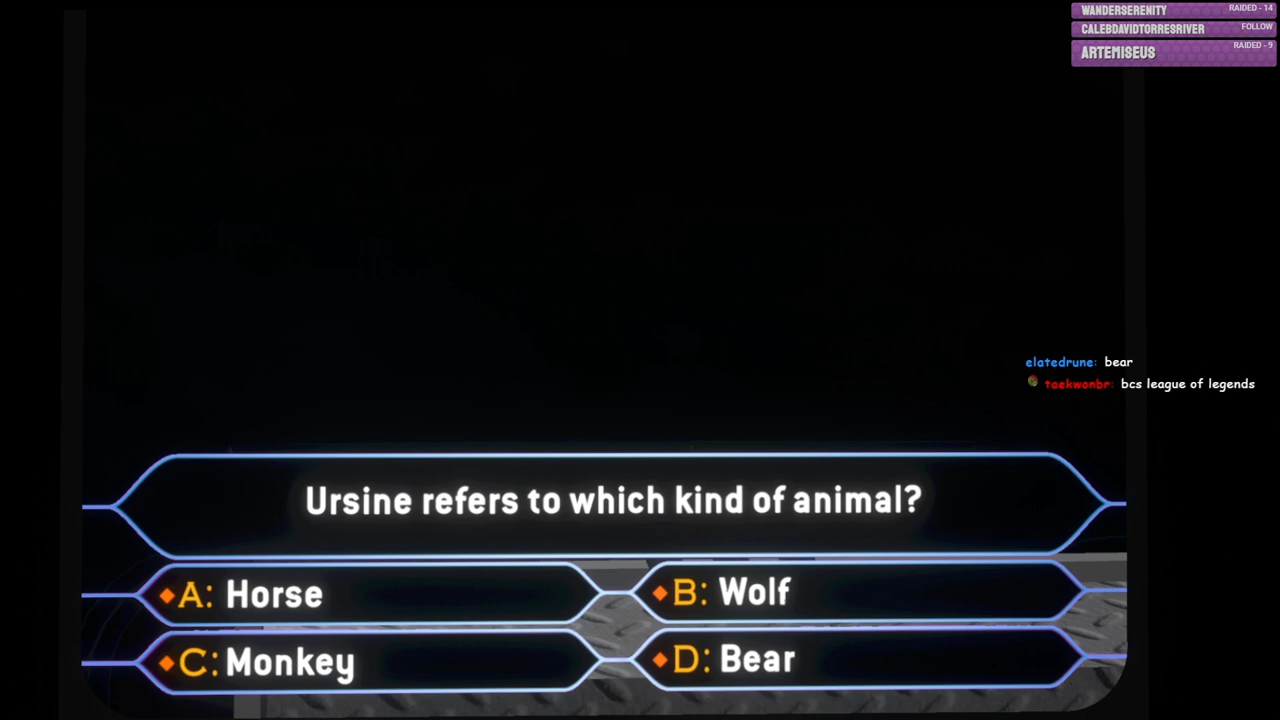 WANDERSERENITY RAIDED - 14
CALEBDAVIDTORRESRIVER FOLLOW
ARTEMISEUS RAIDED - 9
elatedrune: bear
taekwonbr: bcs league of legends
Ursine refers to which kind of animal?
A: Horse
B: Wolf
C: Monkey
D: Bear